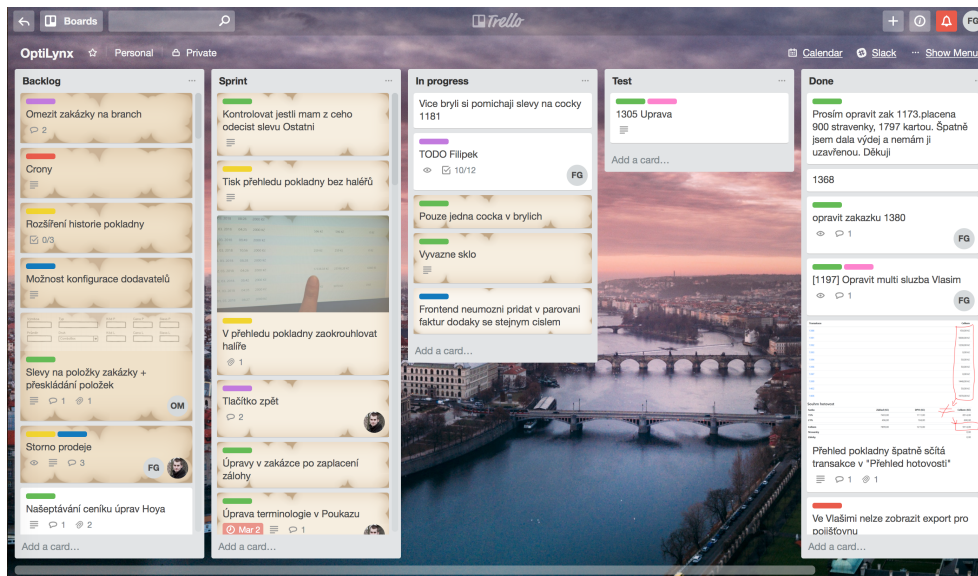 Boards
Trello
FG
OptiLynx
Personal
Private
Calendar
Slack
Show Menu
Backlog
Omezit zakázky na branch
2
Crony
Rozšíření historie pokladny
0/3
Možnost konfigurace dodavatelů
Slevy na položky zakázky +
přeskládání položek
1
1
OM
Storno prodeje
3
FG
Našeptávání ceníku úprav Hoya
1
2
Add a card...
Sprint
Kontrolovat jestli mam z ceho
odecist slevu Ostatni
Tisk přehledu pokladny bez haléřů
V přehledu pokladny zaokrouhlovat
halíře
1
Tlačítko zpět
2
Úpravy v zakázce po zaplacení
zálohy
Úprava terminologie v Poukazu
Mar 2
1
Add a card...
In progress
Vice bryli si pomichaji slevy na cocky
1181
TODO Filipek
10/12
FG
Pouze jedna cocka v brylich
Vyvazne sklo
Frontend neumozni pridat v parovani
faktur dodaky se stejnym cislem
Add a card...
Test
1305 Uprava
Add a card...
Done
Prosím opravit zak 1173.placena
900 stravenky, 1797 kartou. Špatně
jsem dala výdej a nemám ji
uzavřenou. Děkuji
1368
opravit zakazku 1380
1
FG
[1197] Opravit multi sluzba Vlasim
1
FG
Přehled pokladny špatně sčítá
transakce v "Přehled hotovosti"
1
1
Ve Vlašimi nelze zobrazit export pro
pojišťovnu
Add a card...